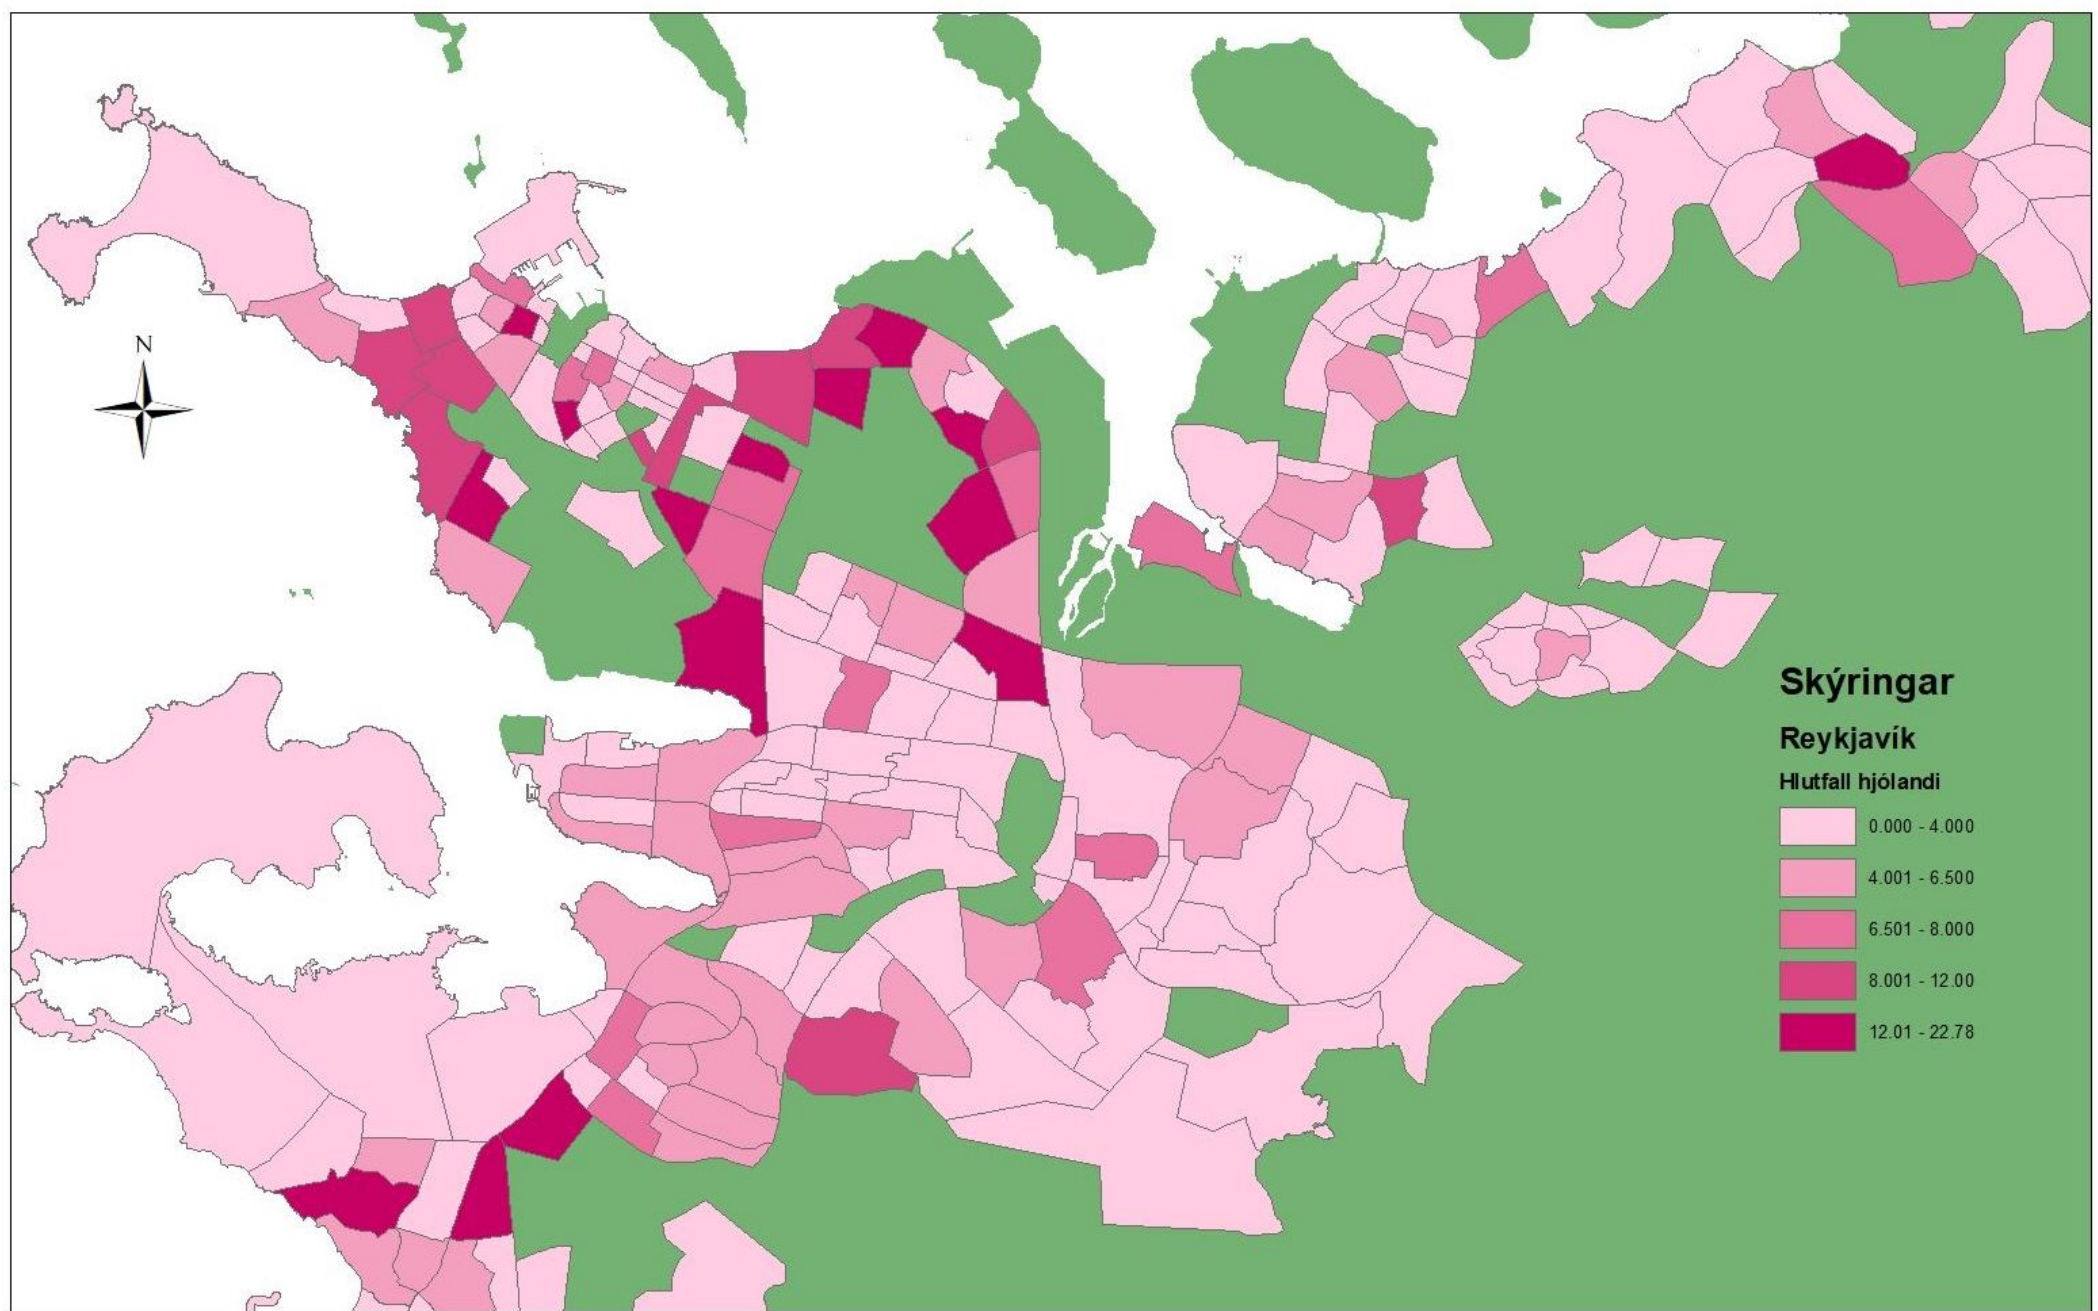 N
Skýringar
Reykjavík
Hlutfall hjólandi
0.000 - 4.000
4.001 - 6.500
6.501 - 8.000
8.001 - 12.00
12.01 - 22.78